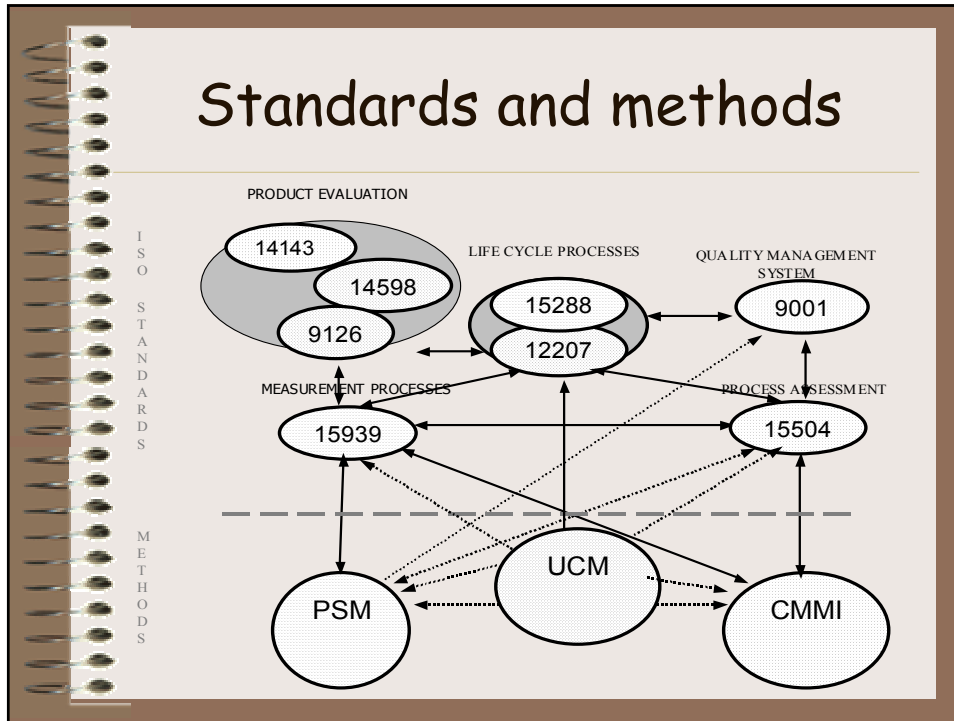 Standards and methods
PRODUCT EVALUATION
14143
14598
9126
LIFE CYCLE PROCESSES
15288
12207
QUALITY MANAGEMENT
SYSTEM
9001
ISO STANDARDS
MEASUREMENT PROCESSES
15939
PROCESS ASSESSMENT
15504
METHODS
PSM
UCM
CMMI